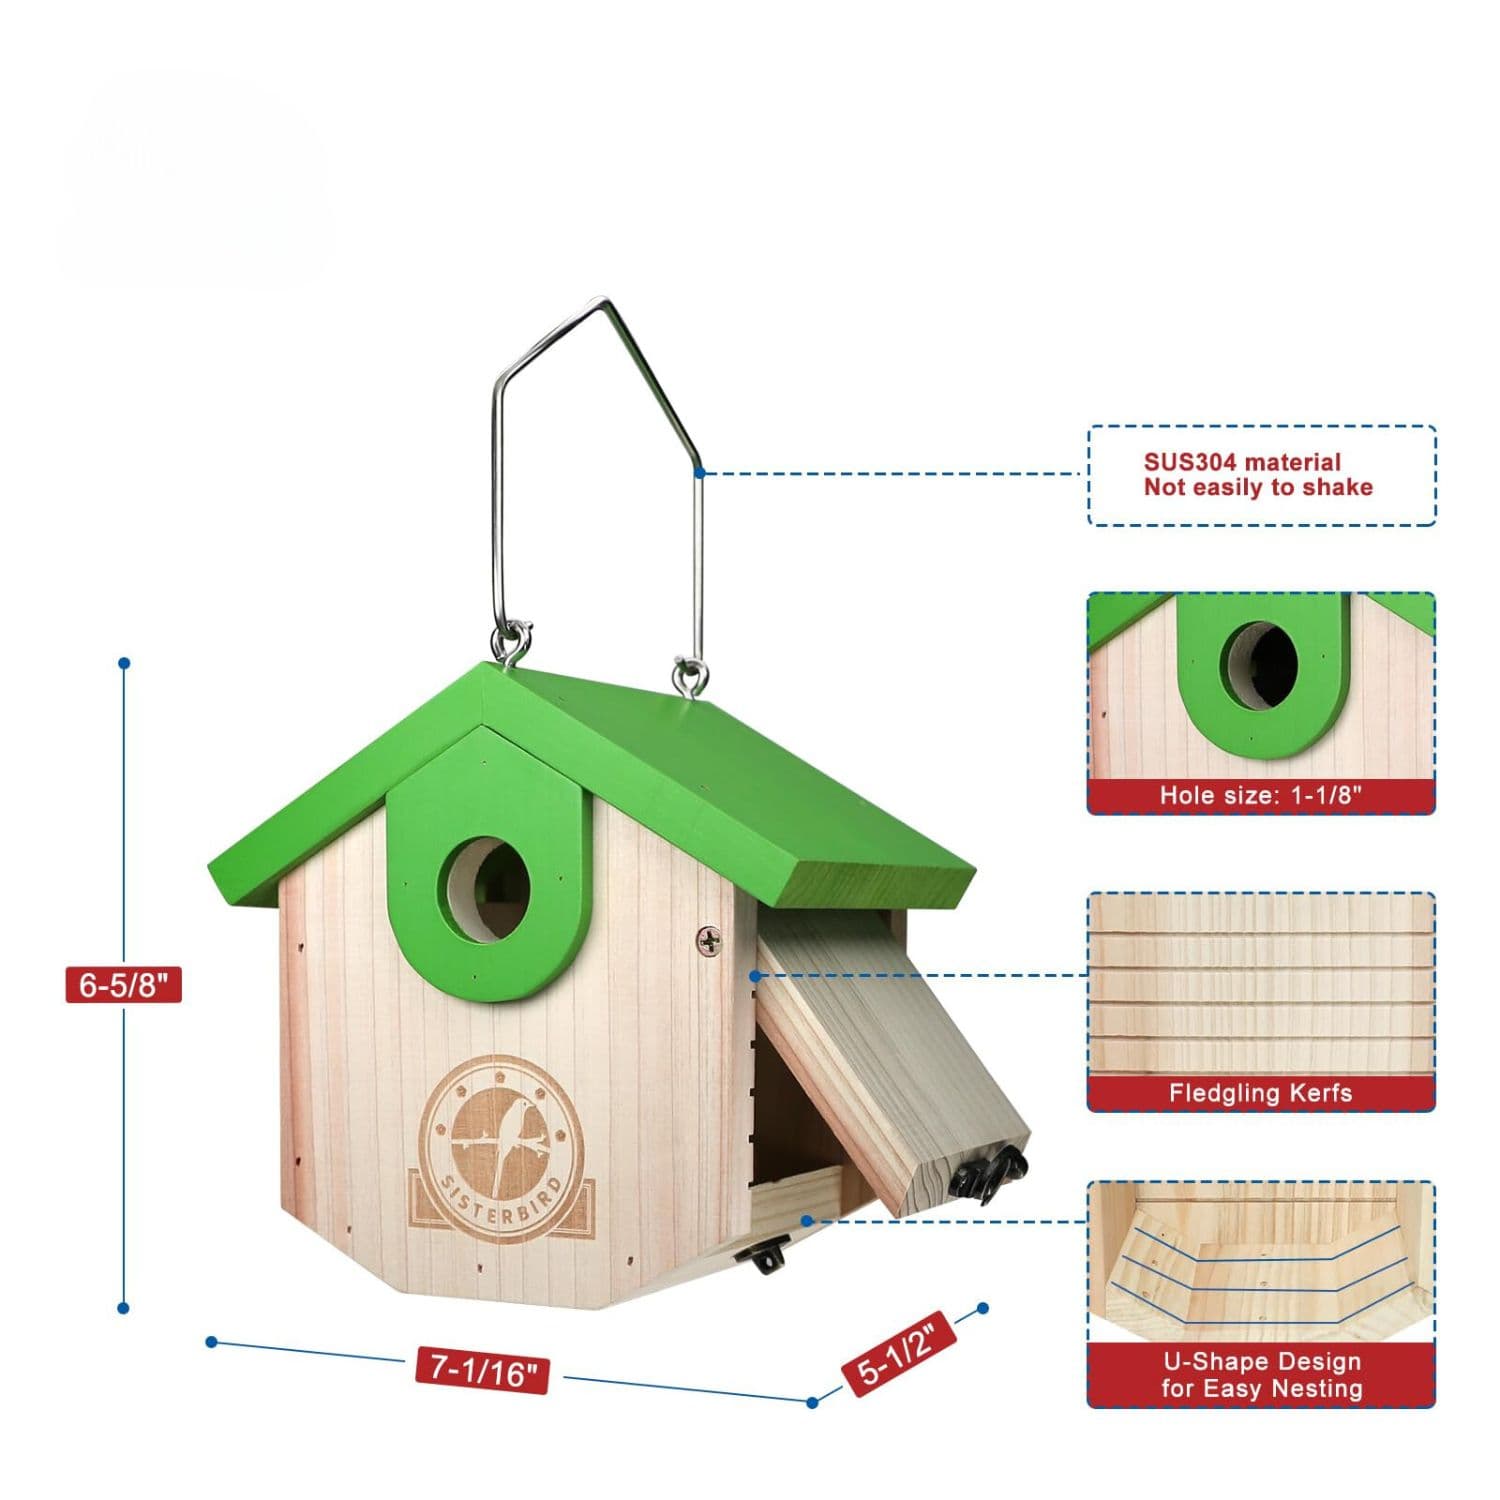 SUS304 material
Not easily to shake
Hole size: 1-1/8"
6-5/8"
Fledgling Kerfs
SISTERBIRD
U-Shape Design
for Easy Nesting
7-1/16"
5-1/2"